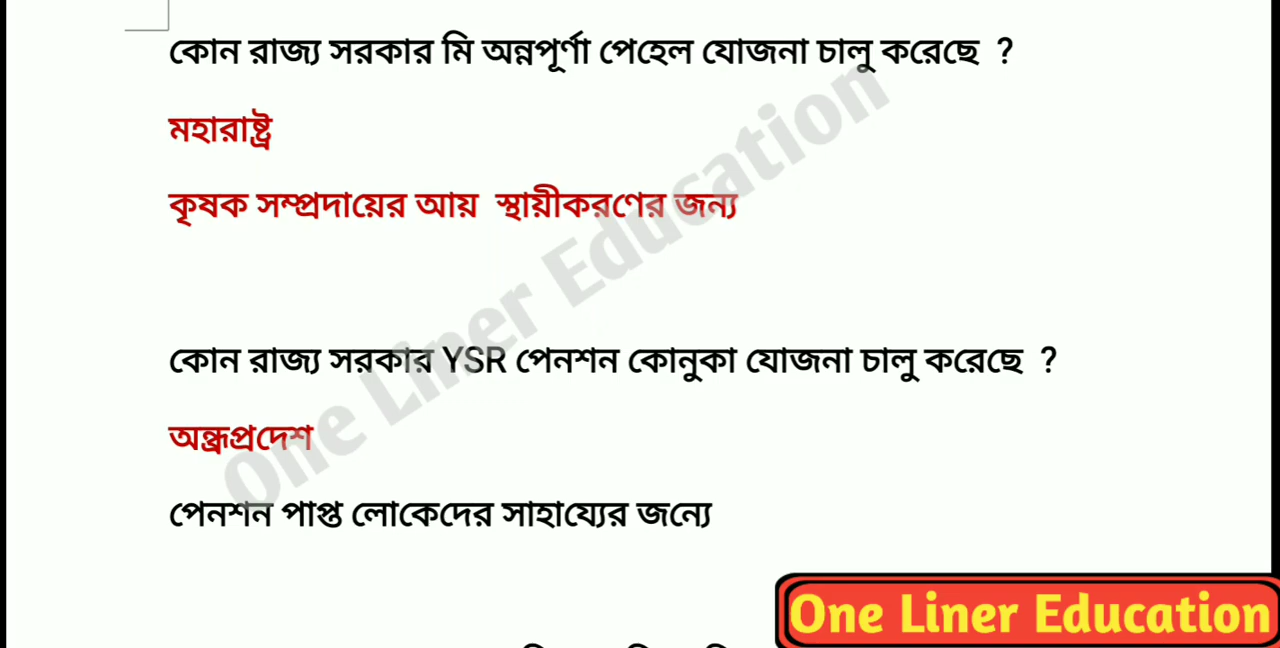 কোন রাজ্য সরকার মি অন্নপূর্ণা পেহেল যোজনা চালু করেছে ?
মহারাষ্ট্র
কৃষক সম্প্রদায়ের আয় স্থায়ীকরণের জন্য
One Liner Education
কোন রাজ্য সরকার YSR পেনশন কোনুকা যোজনা চালু করেছে ?
অন্ধ্রপ্রদেশ
পেনশন পাপ্ত লোকেদের সাহায্যের জন্যে
One Liner Education